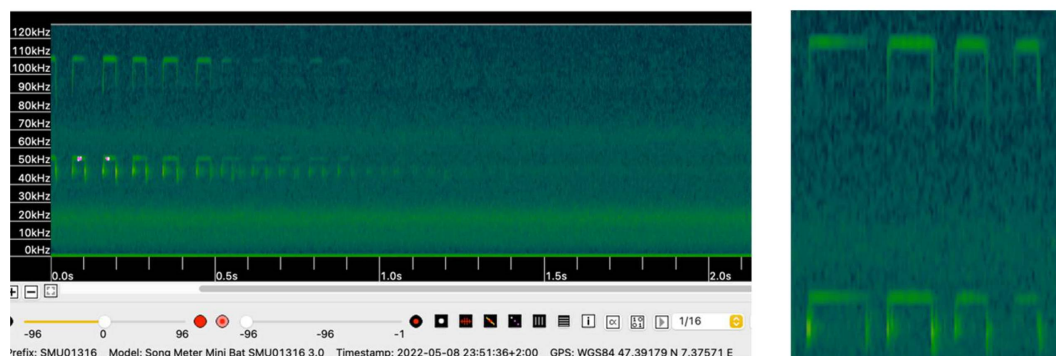 120kHz
110kHz
100kHz
90kHz
80kHz
70kHz
60kHz
50kHz
40kHz
30kHz
20kHz
10kHz
0kHz
0.0s 0.5s 1.0s 1.5s 2.0s
-96 0 96 -96 -96 -1 1/16
Prefix: SMU01316 Model: Song Meter Mini Bat SMU01316 3.0 Timestamp: 2022-05-08 23:51:36+2:00 GPS: WGS84 47.39179 N 7.37571 E